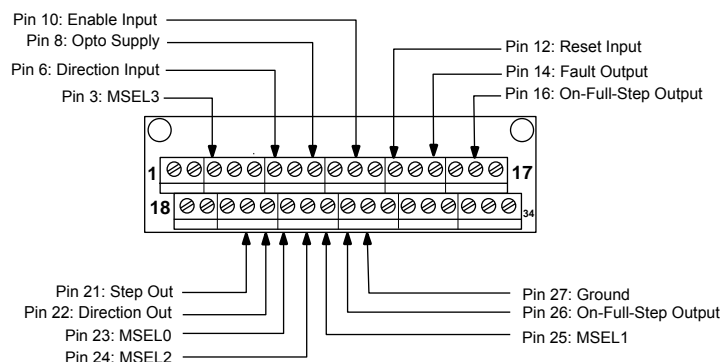 Pin 10: Enable Input
Pin 8: Opto Supply
Pin 6: Direction Input
Pin 3: MSEL3
Pin 12: Reset Input
Pin 14: Fault Output
Pin 16: On-Full-Step Output
1
17
18
34
Pin 21: Step Out
Pin 22: Direction Out
Pin 23: MSEL0
Pin 24: MSEL2
Pin 27: Ground
Pin 26: On-Full-Step Output
Pin 25: MSEL1